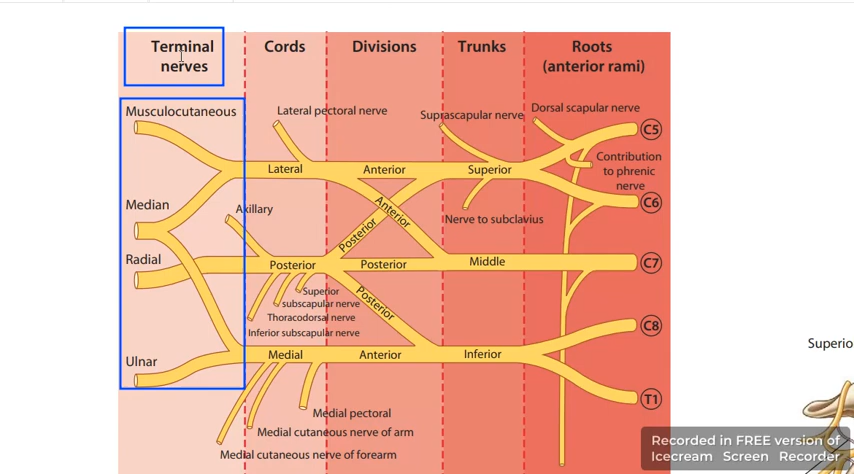 Terminal
nerves
Cords
Divisions
Trunks
Roots
(anterior rami)
Musculocutaneous
Lateral pectoral nerve
Suprascapular nerve
Dorsal scapular nerve
C5
Contribution
to phrenic
nerve
Lateral
Anterior
Superior
Median
Axillary
Anterior
Posterior
Nerve to subclavius
C6
Radial
Posterior
Posterior
Middle
C7
Superior
subscapular nerve
Thoracodorsal nerve
Inferior subscapular nerve
Posterior
C8
Ulnar
Medial
Anterior
Inferior
Superio
T1
Medial pectoral
Medial cutaneous nerve of arm
Medial cutaneous nerve of forearm
Recorded in FREE version of
Icecream Screen Recorder